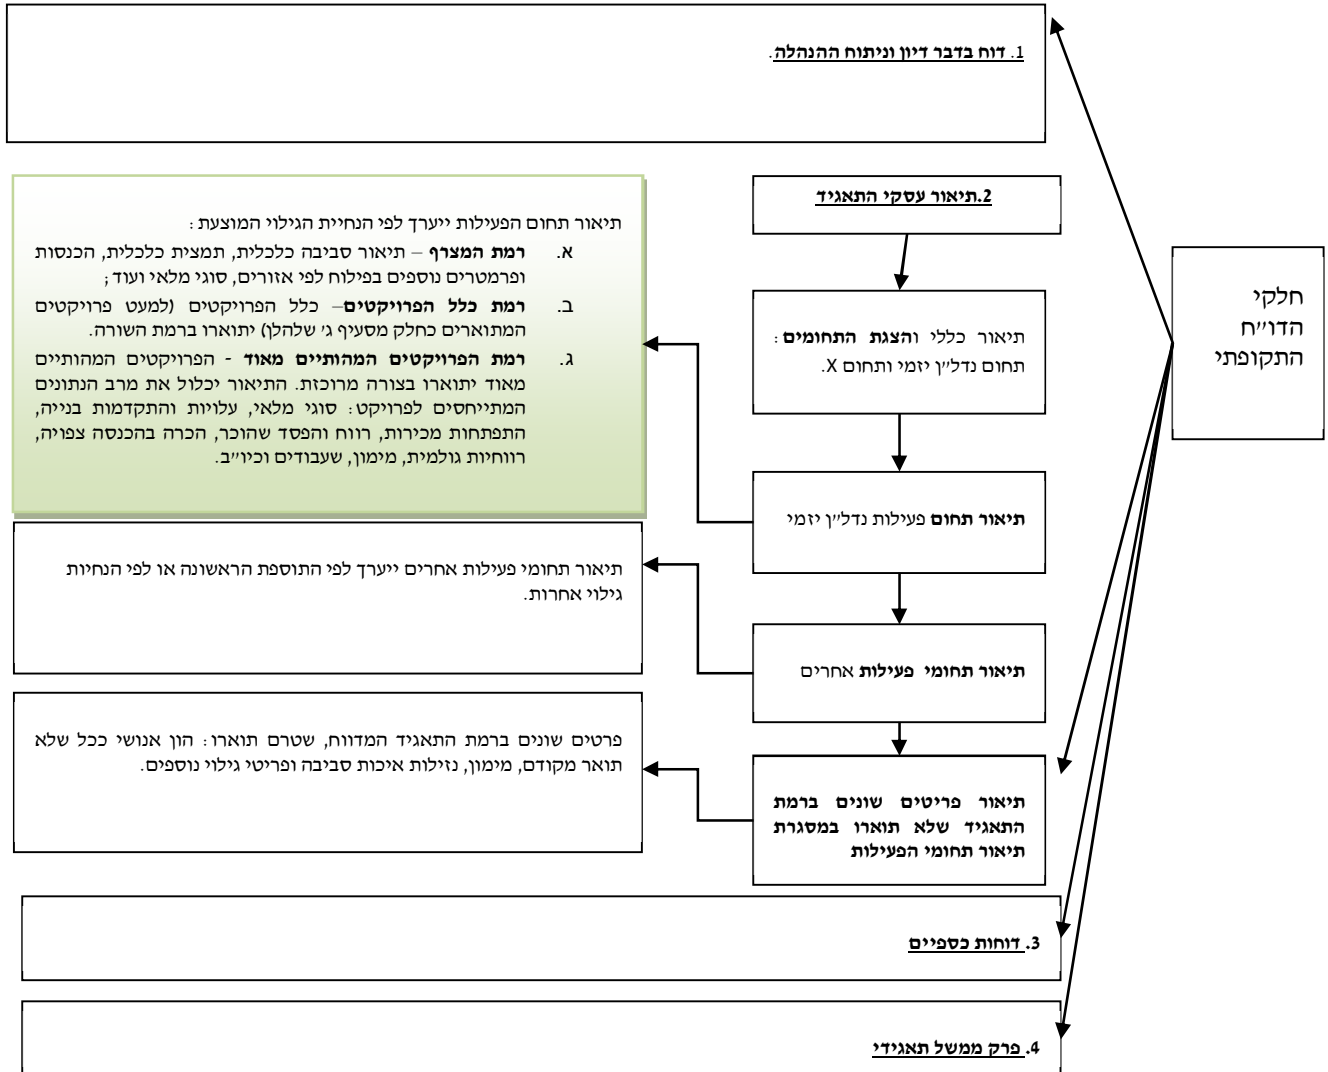 1. דוח בדבר דיון וניתוח ההנהלה.
חלקי
הדו״ח
התקופתי
2.תיאור עסקי התאגיד
תיאור כללי והצגת התחומים:
תחום נדל״ן יזמי ותחום X.
תיאור תחום פעילות נדל״ן יזמי
תיאור תחום הפעילות ייערך לפי הנחיית הגילוי המוצעת:
א. רמת המצרף – תיאור סביבה כלכלית, תמצית כלכלית, הכנסות
ופרמטרים נוספים בפילוח לפי אזורים, סוגי מלאי ועוד;
ב. רמת כלל הפרויקטים– כלל הפרויקטים (למעט פרויקטים
המתוארים כחלק מסעיף ג׳ שלהלן) יתוארו ברמת השורה.
ג. רמת הפרויקטים המהותיים מאוד - הפרויקטים המהותיים
מאוד יתוארו בצורה מרוכזת. התיאור יכלול את מרב הנתונים
המתייחסים לפרויקט: סוגי מלאי, עלויות והתקדמות בנייה,
התפתחות מכירות, רווח והפסד שהוכר, הכרה בהכנסה צפויה,
רווחיות גולמית, מימון, שעבודים וכיו״ב.
תיאור תחומי פעילות אחרים
תיאור תחומי פעילות אחרים ייערך לפי התוספת הראשונה או לפי הנחיות
גילוי אחרות.
תיאור פריטים שונים ברמת
התאגיד שלא תוארו במסגרת
תיאור תחומי הפעילות
פרטים שונים ברמת התאגיד המדווח, שטרם תוארו: הון אנושי ככל שלא
תואר מקודם, מימון, נזילות איכות סביבה ופריטי גילוי נוספים.
3. דוחות כספיים
4. פרק ממשל תאגידי